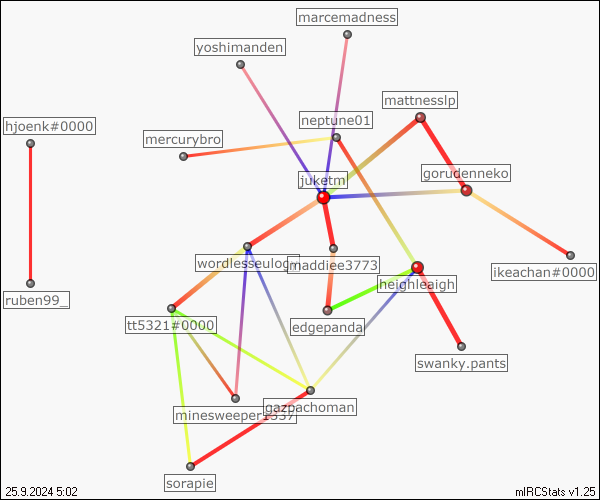 marcemadness
yoshimanden
mattnesslp
hjoenk#0000
neptune01
mercurybro
gorudenneko
juketm
wordlesseulogy
maddiee3773
ikeachan#0000
heighleaigh
ruben99_
tt5321#0000
edgepanda
swanky.pants
gazpachoman
minesweeper1337
sorapie
25.9.2024 5:02
mIRCStats v1.25